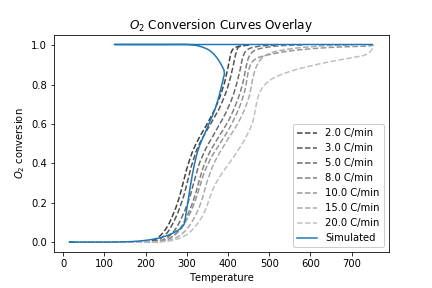 O₂ Conversion Curves Overlay
1.0
0.8
0.6
0.4
0.2
0.0
O₂ conversion
2.0 C/min
3.0 C/min
5.0 C/min
8.0 C/min
10.0 C/min
15.0 C/min
20.0 C/min
Simulated
0 100 200 300 400 500 600 700
Temperature